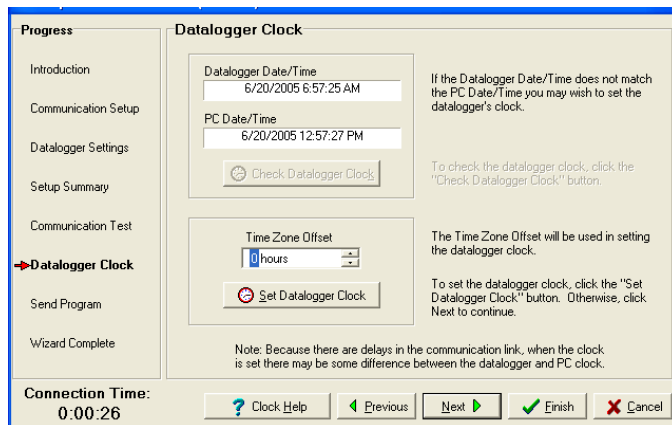 Progress
Introduction
Communication Setup
Datalogger Settings
Setup Summary
Communication Test
Datalogger Clock
Send Program
Wizard Complete
Connection Time:
0:00:26
Datalogger Clock
Datalogger Date/Time
6/20/2005 6:57:25 AM
PC Date/Time
6/20/2005 12:57:27 PM
Check Datalogger Clock
If the Datalogger Date/Time does not match
the PC Date/Time you may wish to set the
datalogger's clock.
To check the datalogger clock, click the
"Check Datalogger Clock" button.
Time Zone Offset
0 hours
Set Datalogger Clock
The Time Zone Offset will be used in setting
the datalogger clock.
To set the datalogger clock, click the "Set
Datalogger Clock" button. Otherwise, click
Next to continue.
Note: Because there are delays in the communication link, when the clock
is set there may be some difference between the datalogger and PC clock.
? Clock Help
Previous
Next
Finish
Cancel